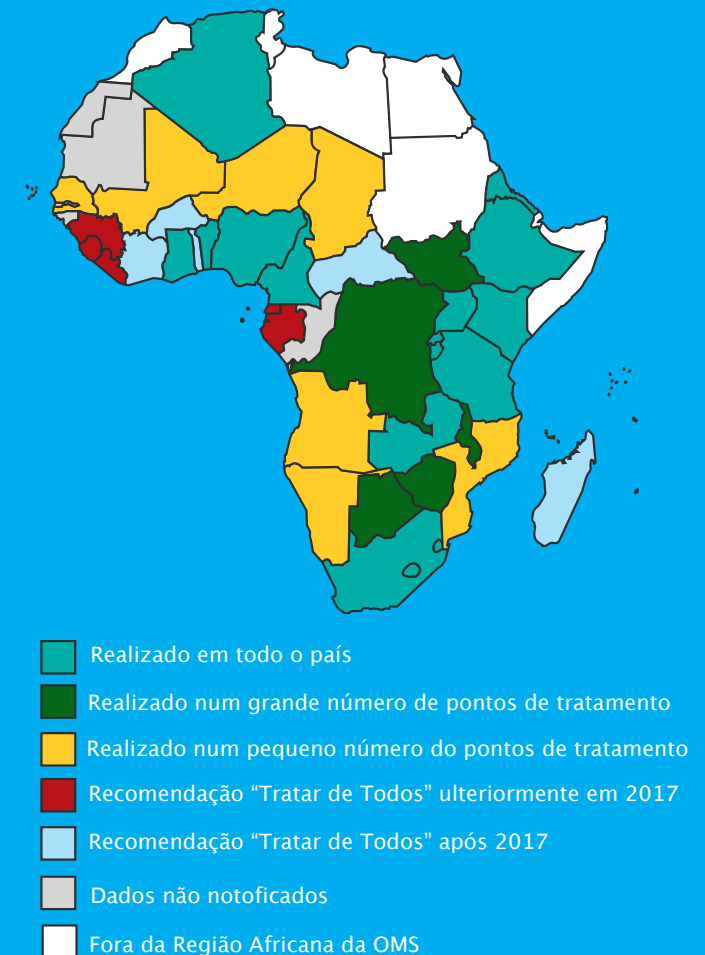 Realizado em todo o país
Realizado num grande número de pontos de tratamento
Realizado num pequeno número do pontos de tratamento
Recomendação “Tratar de Todos” ulteriormente em 2017
Recomendação “Tratar de Todos” após 2017
Dados não notoficados
Fora da Região Africana da OMS